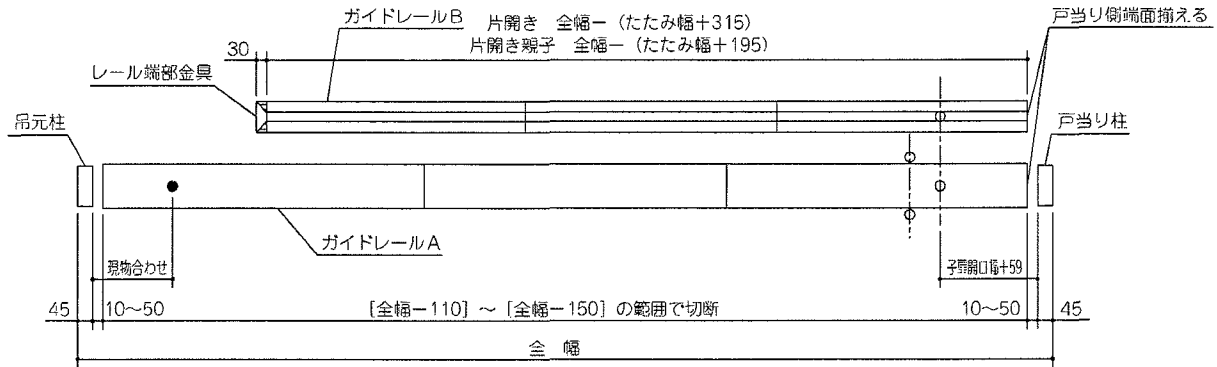 ガイドレールB
片開き 全幅ー（たたみ幅＋315）
片開き親子 全幅ー（たたみ幅＋195）
戸当り側端面揃える
30
レール端部金具
吊元柱
戸当り柱
ガイドレールA
現物合わせ
子扉開口幅＋59
45
10〜50
［全幅ー110］〜［全幅ー150］の範囲で切断
10〜50
45
全幅